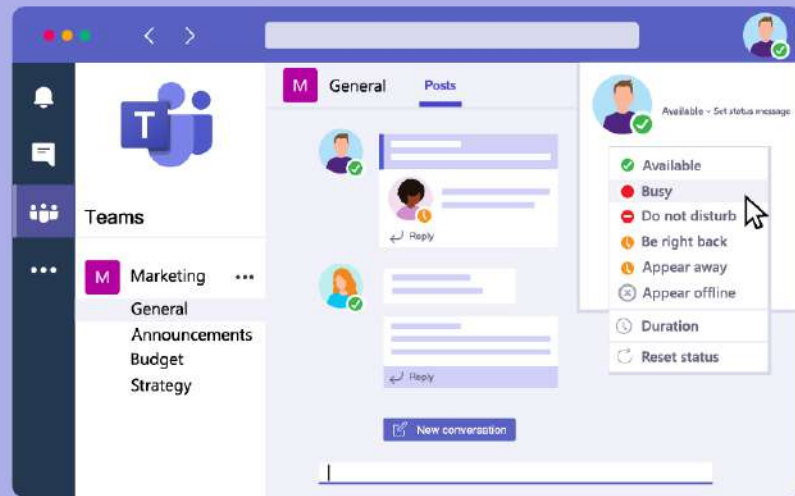 M General Posts
Available - Set status message
Available
Busy
Do not disturb
Be right back
Appear away
Appear offline
Duration
Reset status
T
Teams
M Marketing ...
General
Announcements
Budget
Strategy
Reply
Reply
New conversation